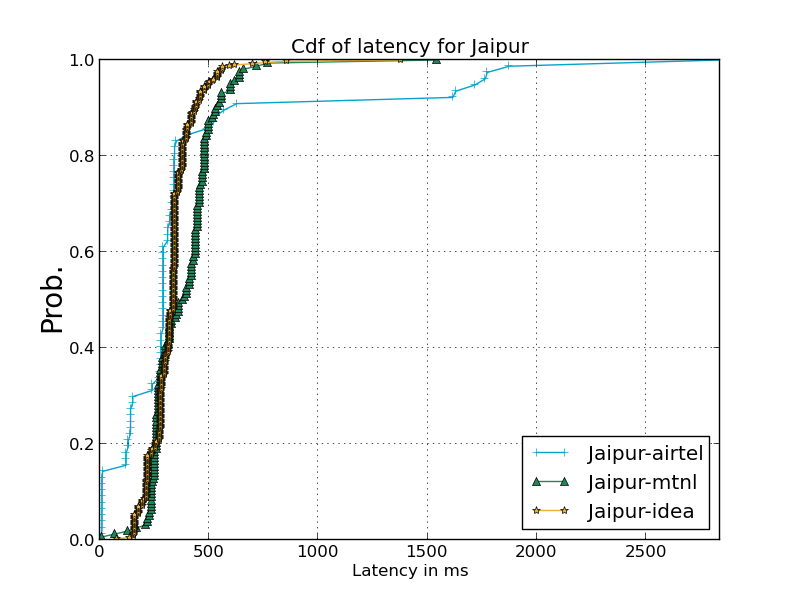 Cdf of latency for Jaipur
1.0
0.8
0.6
0.4
0.2
0.0
Prob.
0 500 1000 1500 2000 2500
Latency in ms
Jaipur-airtel
Jaipur-mtnl
Jaipur-idea